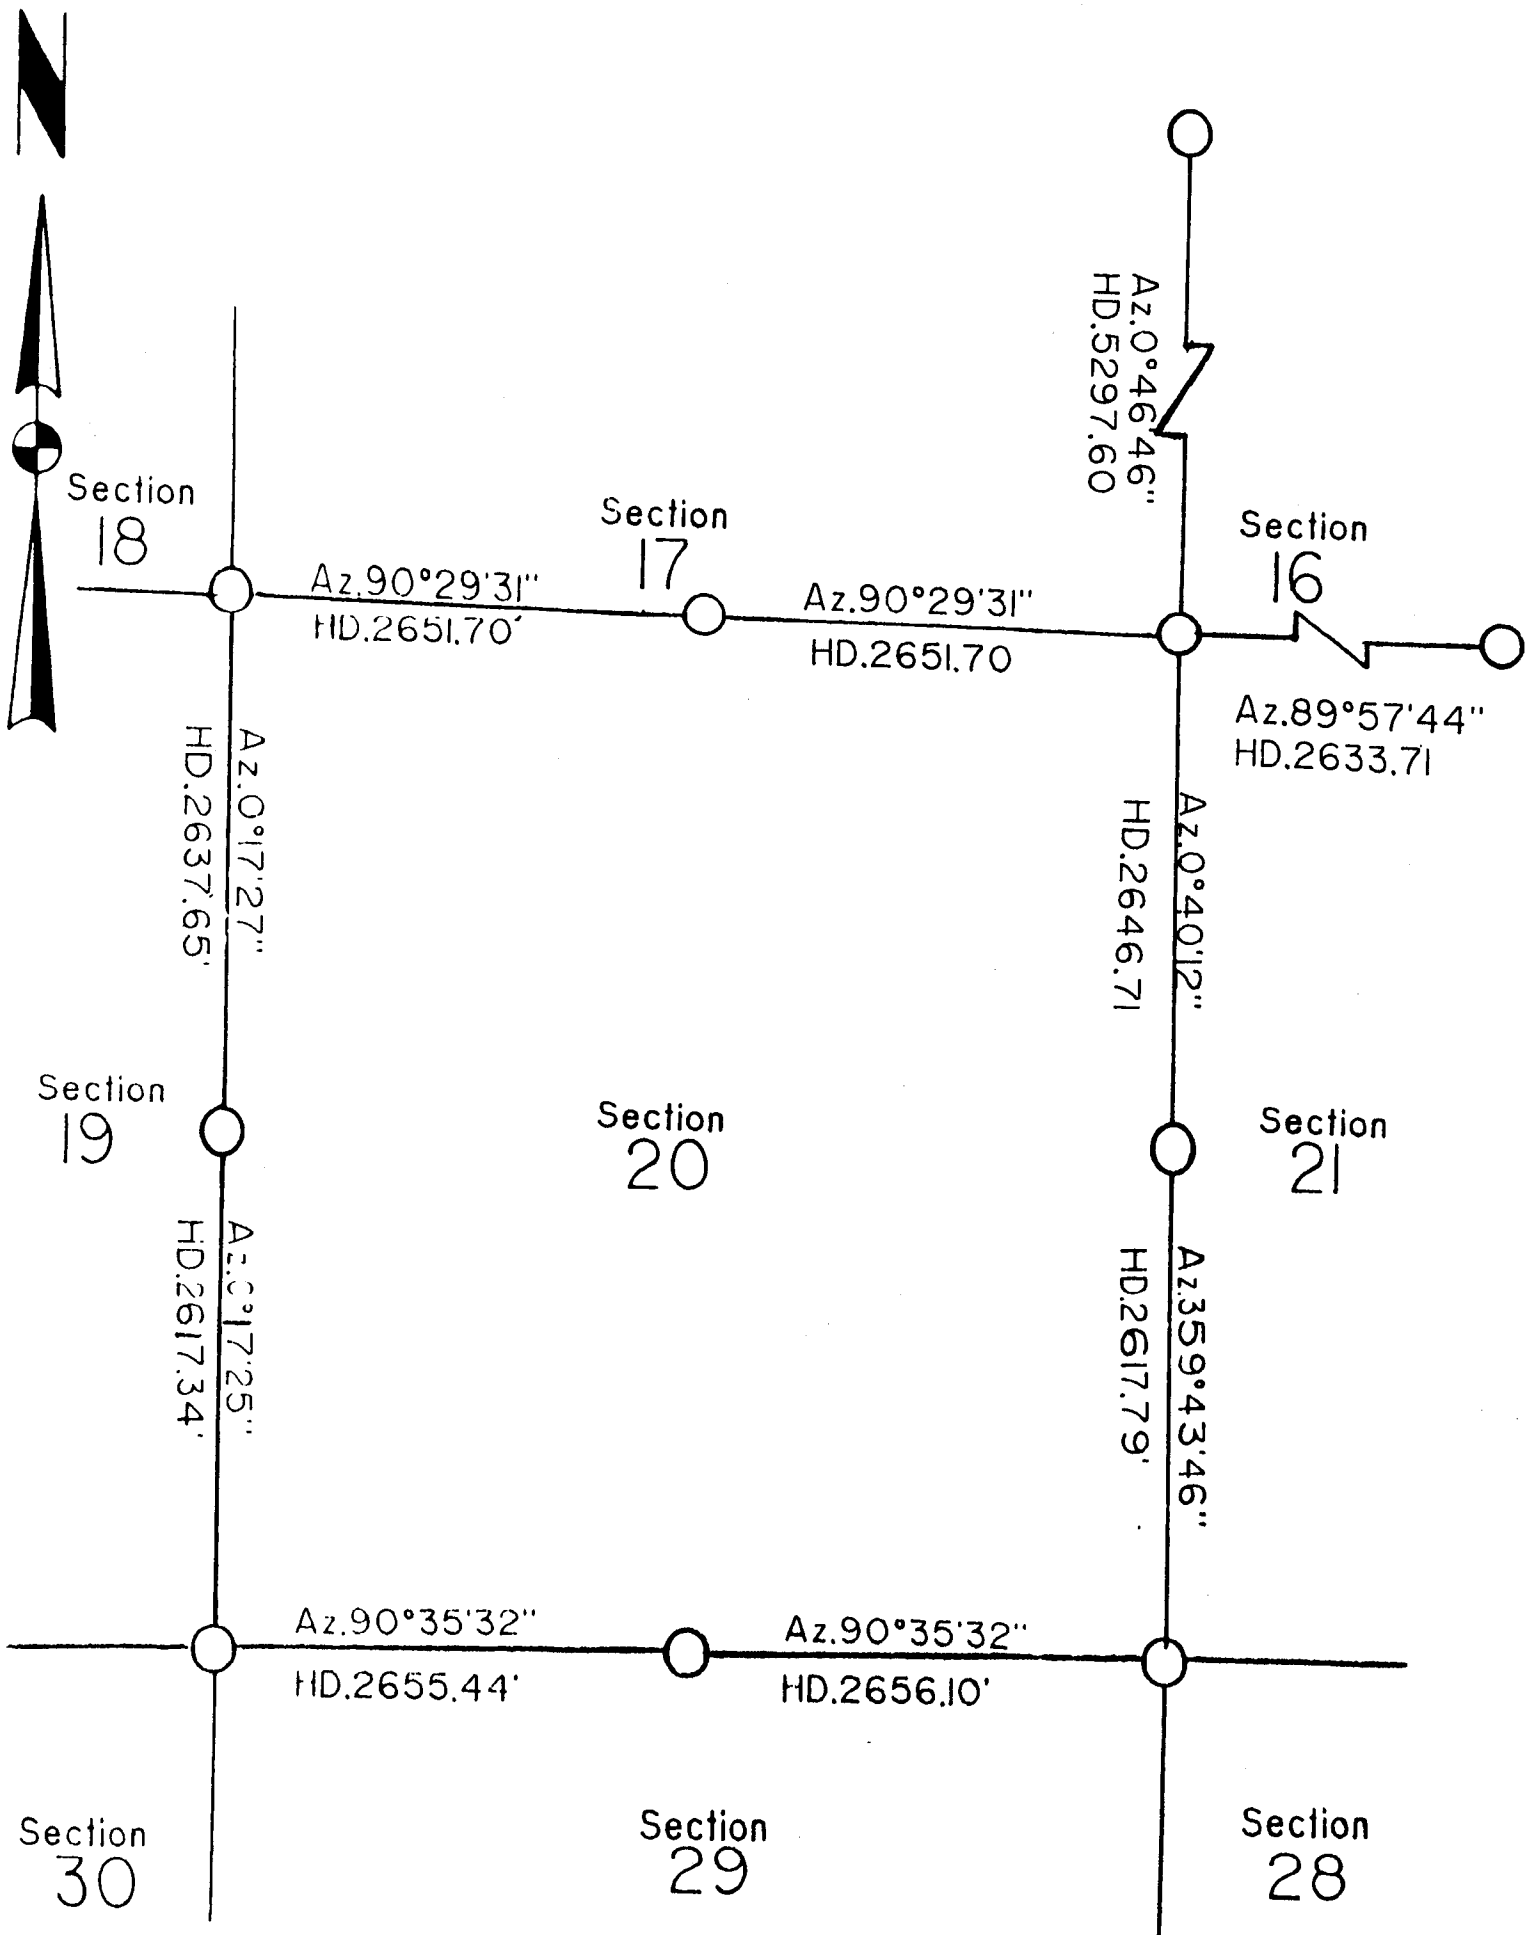 N
Az.0°46'46"
HD.5297.60
Section
18
Section
17
Section
16
Az.90°29'31"
HD.2651.70'
Az.90°29'31"
HD.2651.70
Az.89°57'44"
HD.2633.71
Az.0°17'27"
HD.2637.65'
Az.0°40'12"
HD.2646.71
Section
19
Section
20
Section
21
Az.0°17'25"
HD.2617.34'
Az.359°43'46"
HD.2617.79'
Az.90°35'32"
HD.2655.44'
Az.90°35'32"
HD.2656.10'
Section
30
Section
29
Section
28